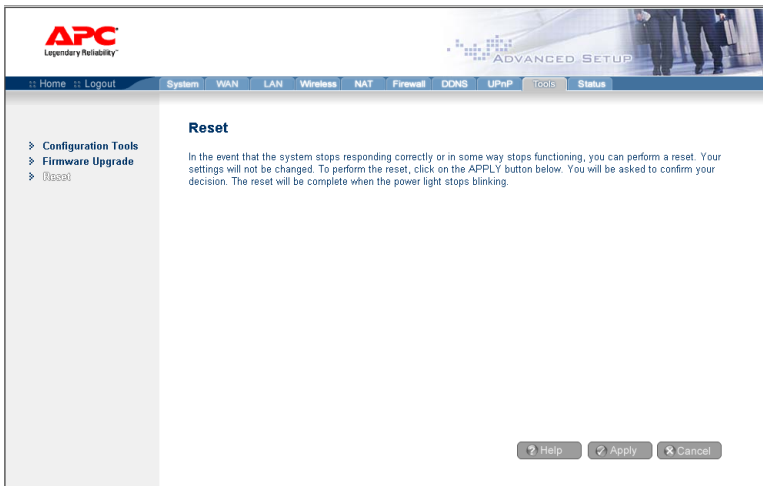 APC
Legendary Reliability™
ADVANCED SETUP
:: Home :: Logout
System WAN LAN Wireless NAT Firewall DDNS UPnP Tools Status
Configuration Tools
Firmware Upgrade
Reset
Reset
In the event that the system stops responding correctly or in some way stops functioning, you can perform a reset. Your
settings will not be changed. To perform the reset, click on the APPLY button below. You will be asked to confirm your
decision. The reset will be complete when the power light stops blinking.
Help Apply Cancel